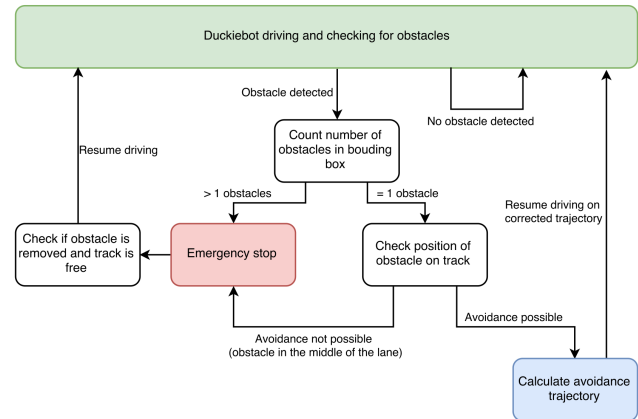 Duckiebot driving and checking for obstacles
Obstacle detected
No obstacle detected
Count number of
obstacles in bouding
box
Resume driving
> 1 obstacles
= 1 obstacle
Resume driving on
corrected trajectory
Check if obstacle is
removed and track is
free
Emergency stop
Check position of
obstacle on track
Avoidance possible
Avoidance not possible
(obstacle in the middle of the lane)
Calculate avoidance
trajectory